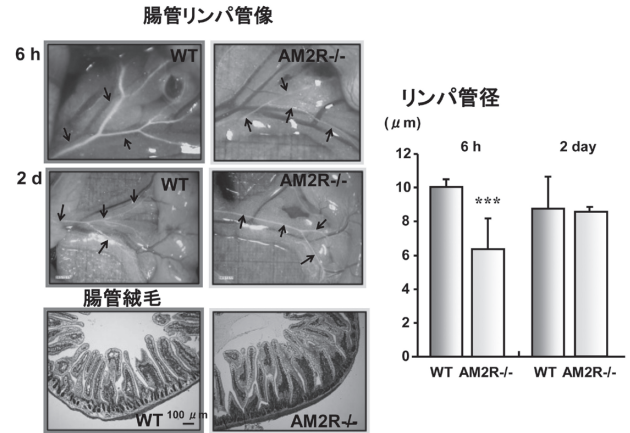 腸管リンパ管像
6 h
WT
AM2R-/-
2 d
WT
AM2R-/-
腸管絨毛
WT
100 μm
AM2R-/-
リンパ管径
(μm)
6 h
2 day
12
10
8
6
4
2
0
***
WT AM2R-/-
WT AM2R-/-